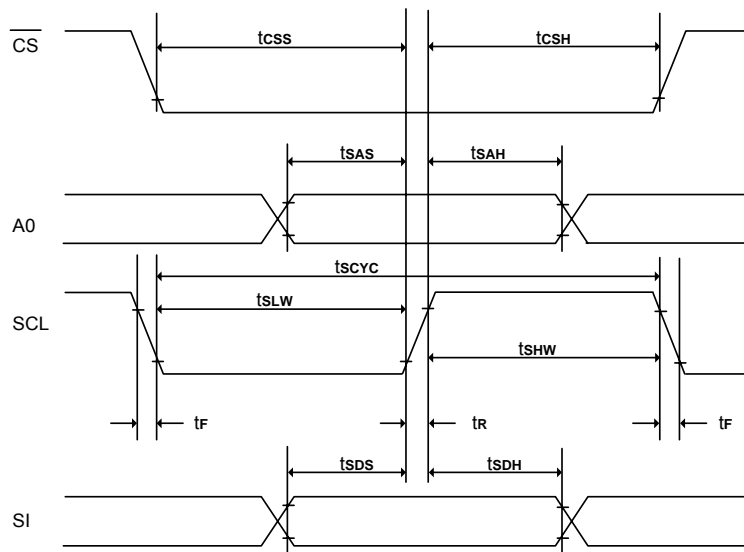 CS
tCSS
tCSH
tSAS
tSAH
A0
tSCYC
tSLW
SCL
tSHW
tF
tR
tF
tSDS
tSDH
SI